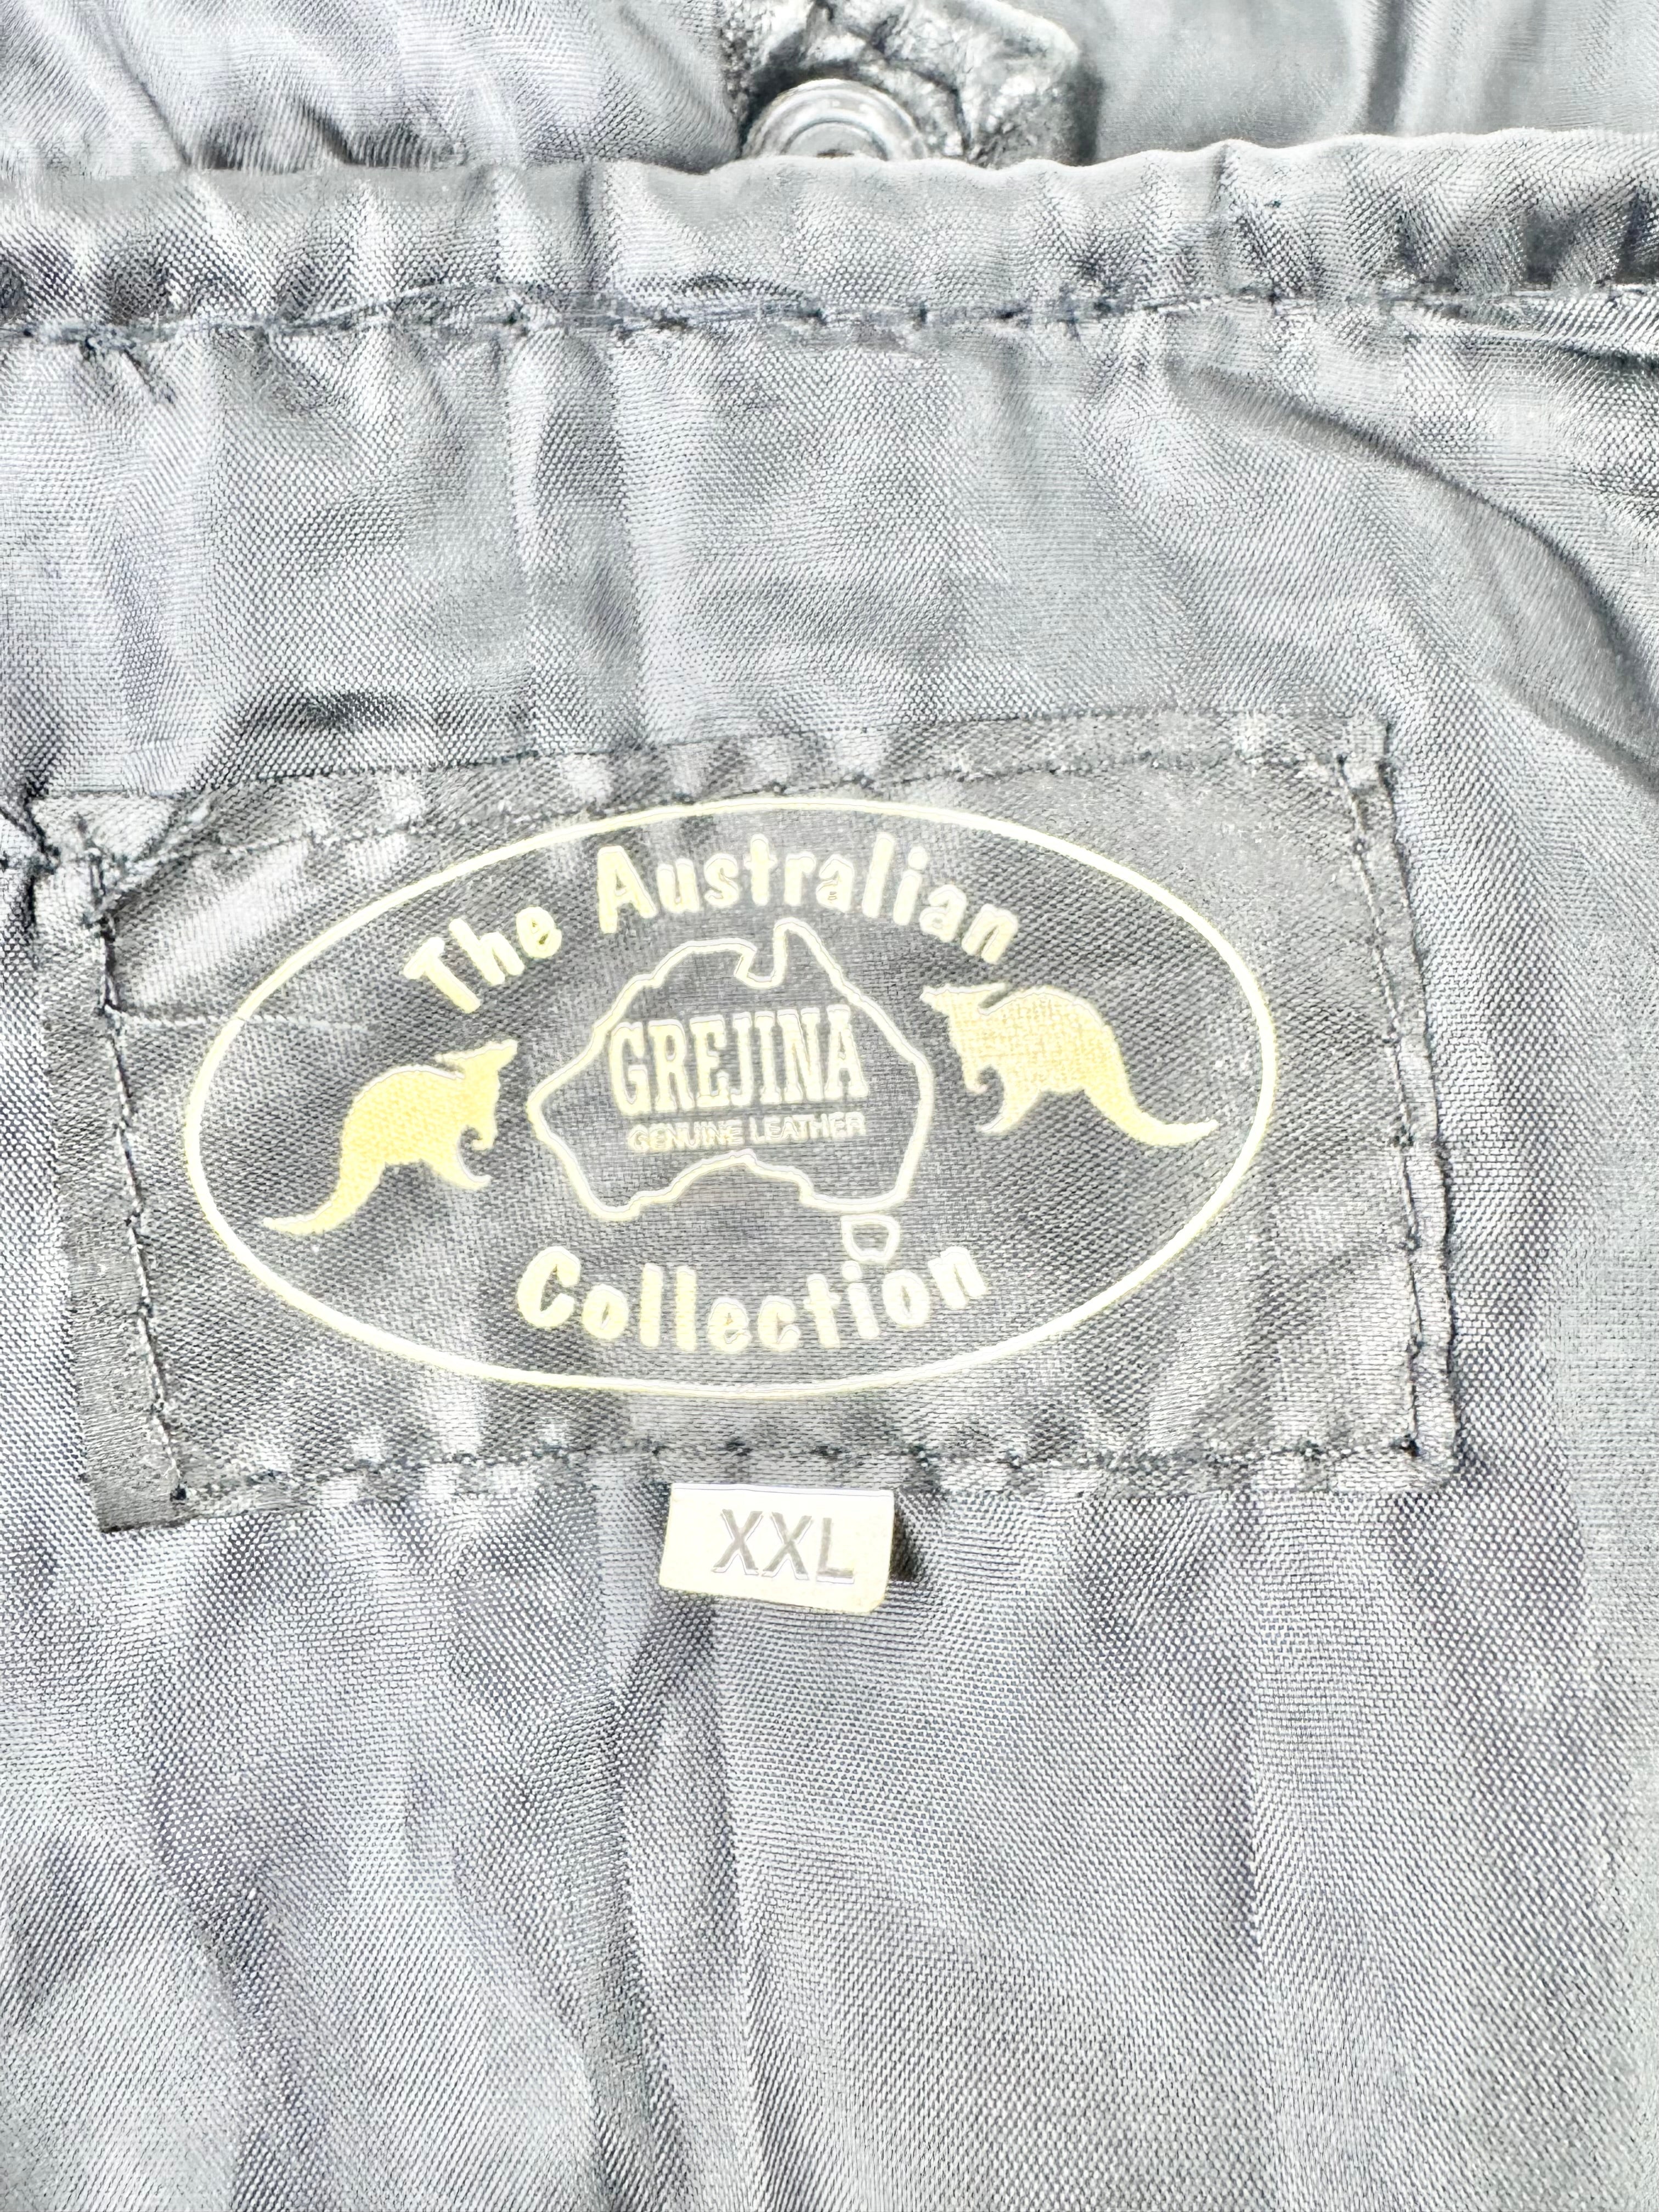 The Australian
GREJINA
GENUINE LEATHER
Collection
XXL